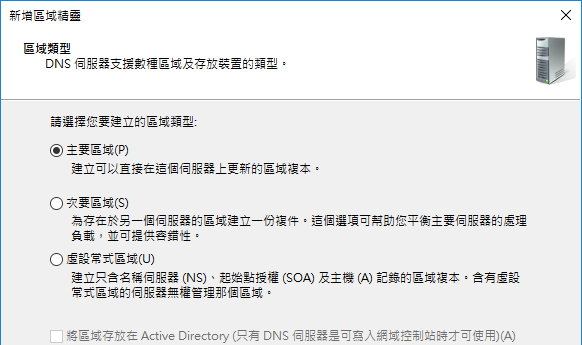 新增區域精靈
區域類型
DNS 伺服器支援數種區域及存放裝置的類型。
請選擇您要建立的區域類型:
主要區域(P)
建立可以直接在這個伺服器上更新的區域複本。
次要區域(S)
為存在於另一個伺服器的區域建立一份複件。這個選項可幫助您平衡主要伺服器的處理
負載，並可提供容錯性。
虛設常式區域(U)
建立只含名稱伺服器 (NS)、起始點授權 (SOA) 及主機 (A) 記錄的區域複本。含有虛設
常式區域的伺服器無權管理那個區域。
將區域存放在 Active Directory (只有 DNS 伺服器是可寫入網域控制站時才可使用)(A)